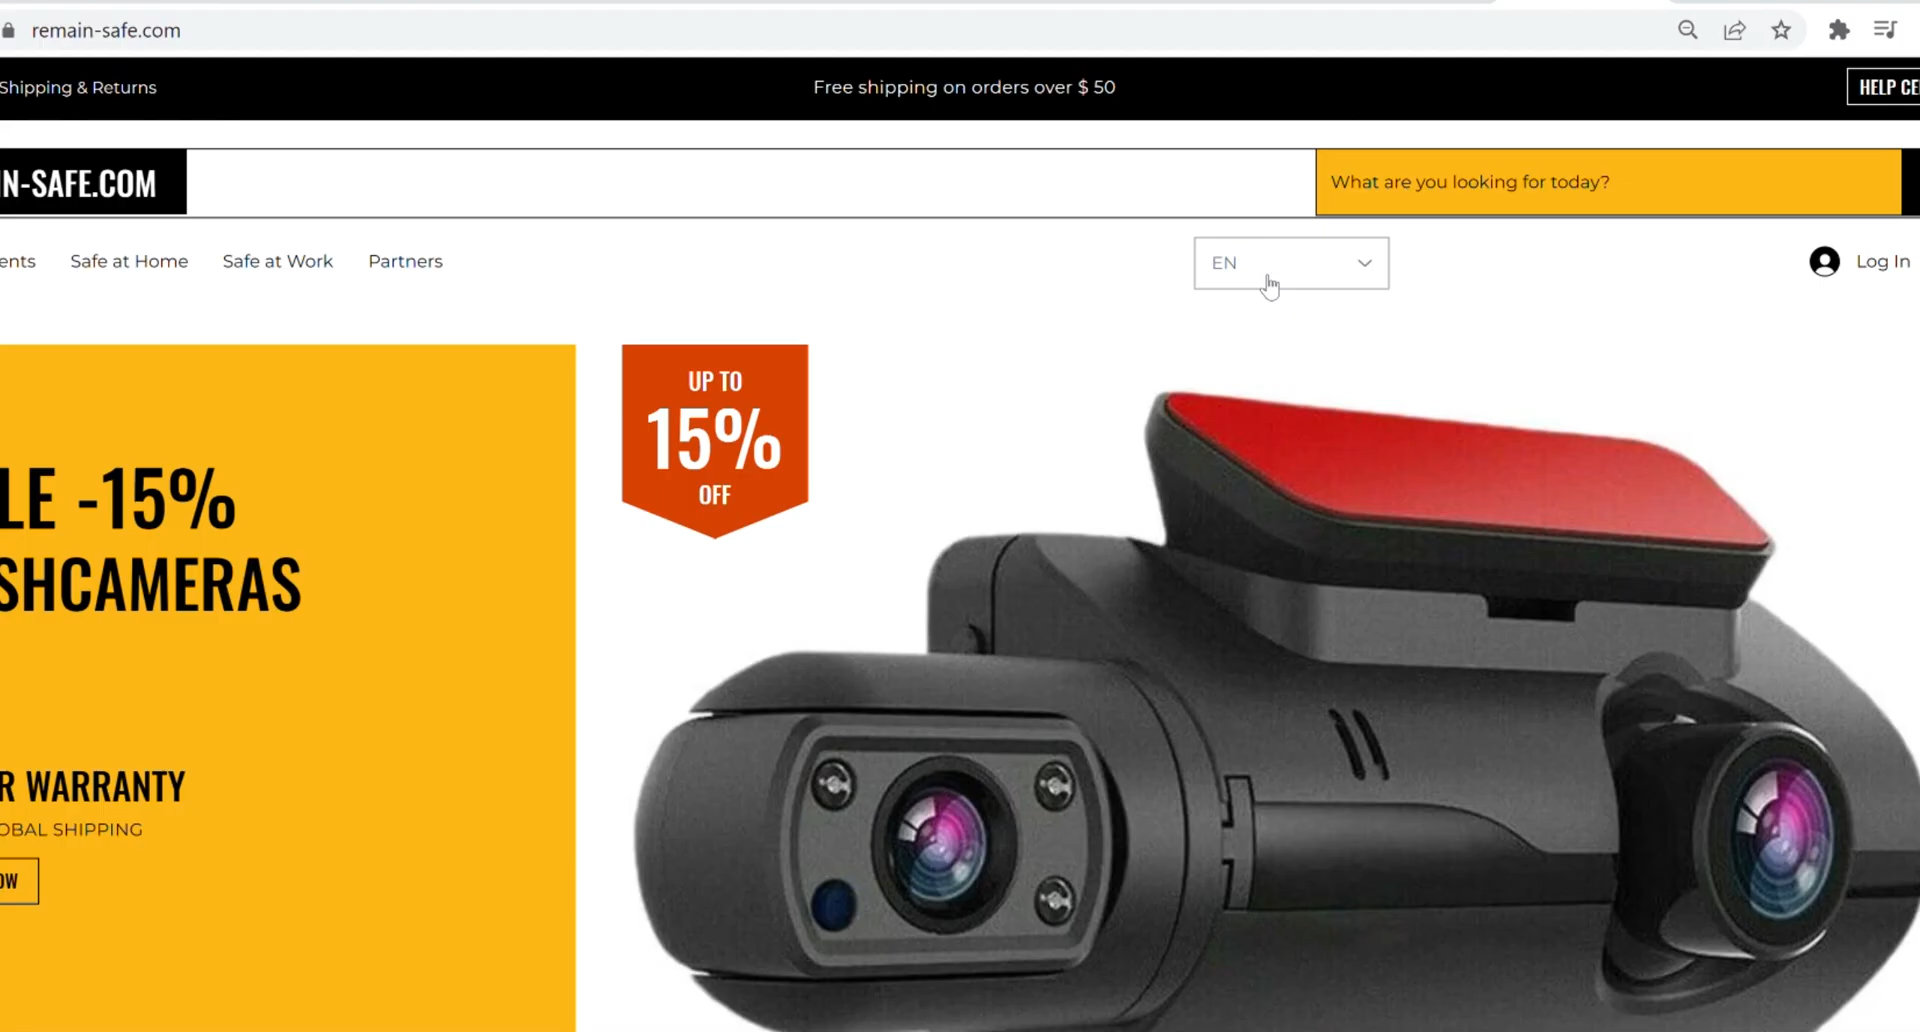 remain-safe.com
Shipping & Returns
Free shipping on orders over $ 50
HELP CE
IN-SAFE.COM
What are you looking for today?
ents
Safe at Home
Safe at Work
Partners
EN
Log In
UP TO
15%
OFF
LE -15%
SHCAMERAS
R WARRANTY
OBAL SHIPPING
OW